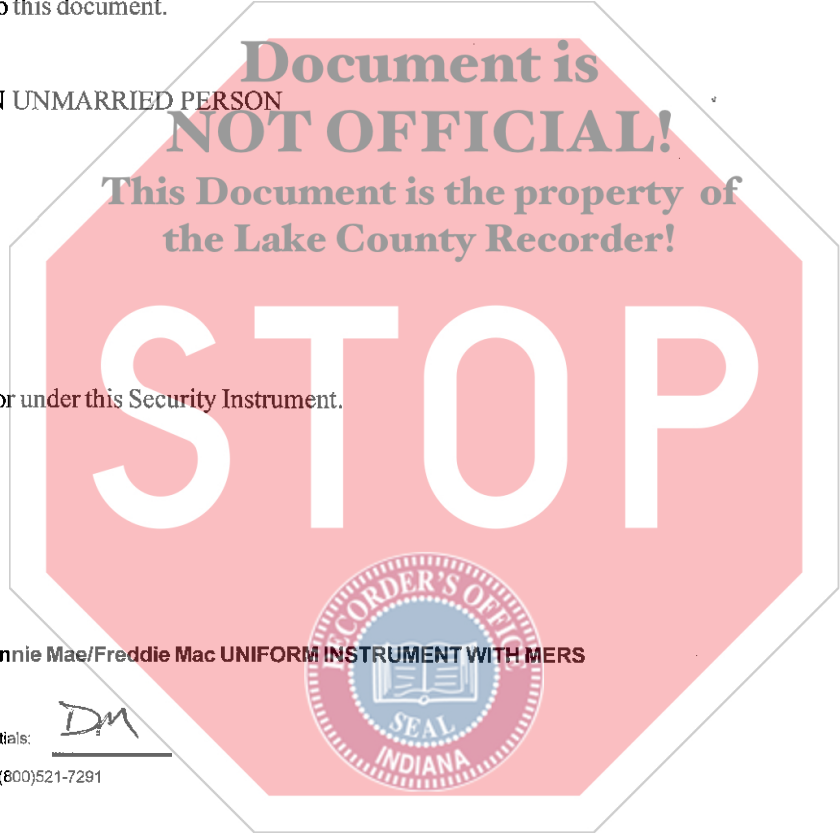 o this document.
Document is
N UNMARRIED PERSON
NOT OFFICIAL!
This Document is the property of
the Lake County Recorder!
STOP
or under this Security Instrument.
RECORDER'S OFFICE
nnie Mae/Freddie Mac UNIFORM INSTRUMENT WITH MERS
SEAL
INDIANA
tials: DM
(800)521-7291